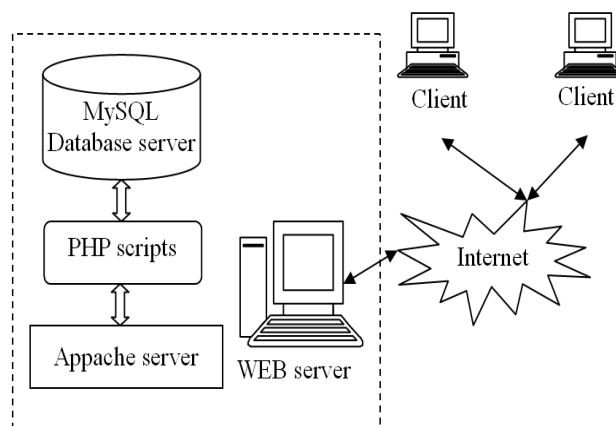 MySQL
Database server
PHP scripts
Appache server
WEB server
Internet
Client
Client